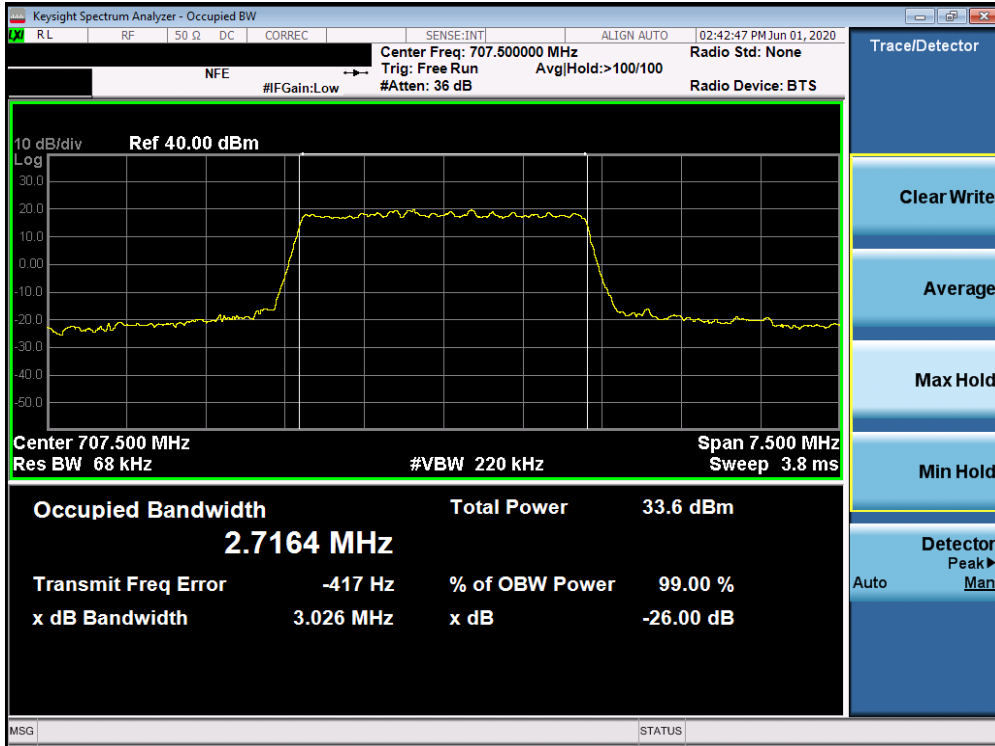 Keysight Spectrum Analyzer - Occupied BW
LXI RL RF 50 Ω DC CORREC SENSE:INT ALIGN AUTO 02:42:47 PM Jun 01, 2020
Center Freq: 707.500000 MHz Radio Std: None
NFE Trig: Free Run Avg|Hold:>100/100
#IFGain:Low #Atten: 36 dB Radio Device: BTS
Trace/Detector
10 dB/div Ref 40.00 dBm
Log
30.0
20.0
10.0
0.00
-10.0
-20.0
-30.0
-40.0
-50.0
Center 707.500 MHz Span 7.500 MHz
Res BW 68 kHz #VBW 220 kHz Sweep 3.8 ms
Occupied Bandwidth Total Power 33.6 dBm
2.7164 MHz
Transmit Freq Error -417 Hz % of OBW Power 99.00 %
x dB Bandwidth 3.026 MHz x dB -26.00 dB
Clear Write
Average
Max Hold
Min Hold
Detector
Peak▶
Auto Man
MSG STATUS